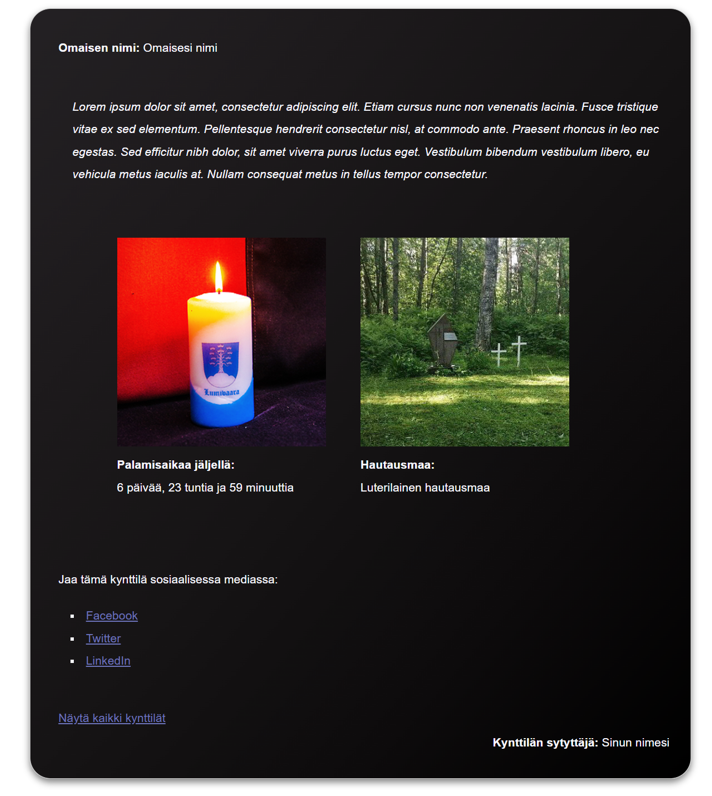 Omaisen nimi: Omaisesi nimi
Lorem ipsum dolor sit amet, consectetur adipiscing elit. Etiam cursus nunc non venenatis lacinia. Fusce tristique
vitae ex sed elementum. Pellentesque hendrerit consectetur nisl, at commodo ante. Praesent rhoncus in leo nec
egestas. Sed efficitur nibh dolor, sit amet viverra purus luctus eget. Vestibulum bibendum vestibulum libero, eu
vehicula metus iaculis at. Nullam consequat metus in tellus tempor consectetur.
Lumivaara
Palamisaikaa jäljellä:
6 päivää, 23 tuntia ja 59 minuuttia
Hautausmaa:
Luterilainen hautausmaa
Jaa tämä kynttilä sosiaalisessa mediassa:
Facebook
Twitter
LinkedIn
Näytä kaikki kynttilät
Kynttilän sytyttäjä: Sinun nimesi